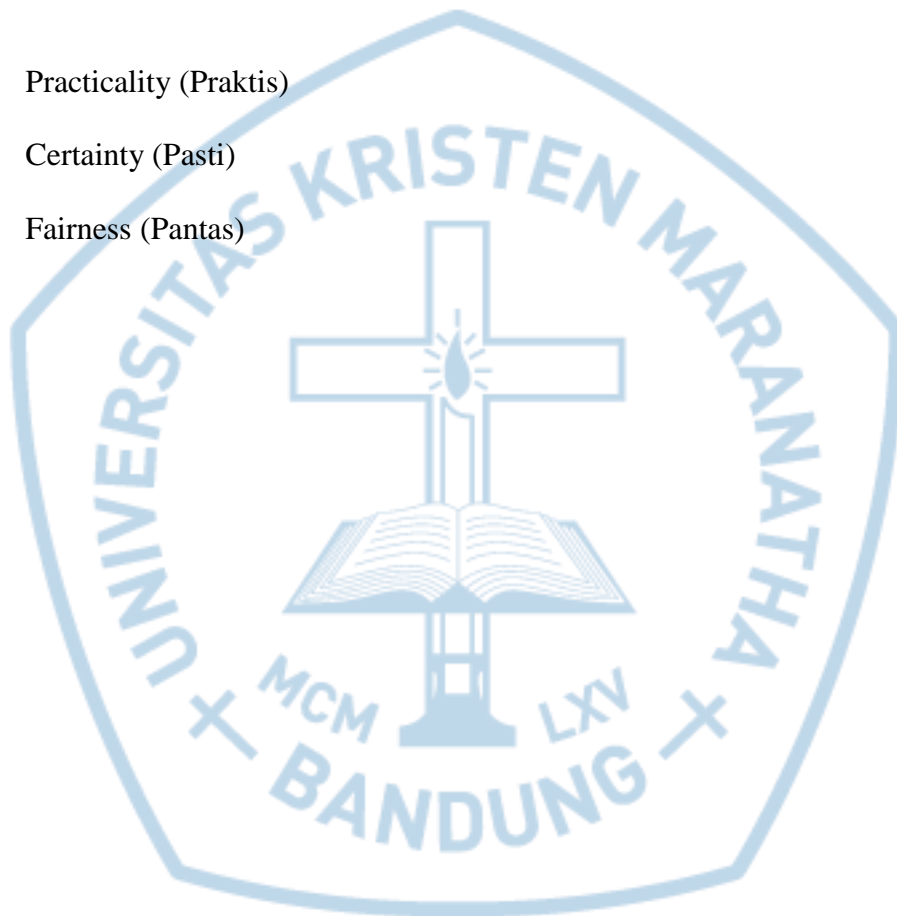 Practicality (Praktis)
Certainty (Pasti)
Fairness (Pantas)
UNIVERSITAS KRISTEN MARANATHA
MCM LXV
BANDUNG